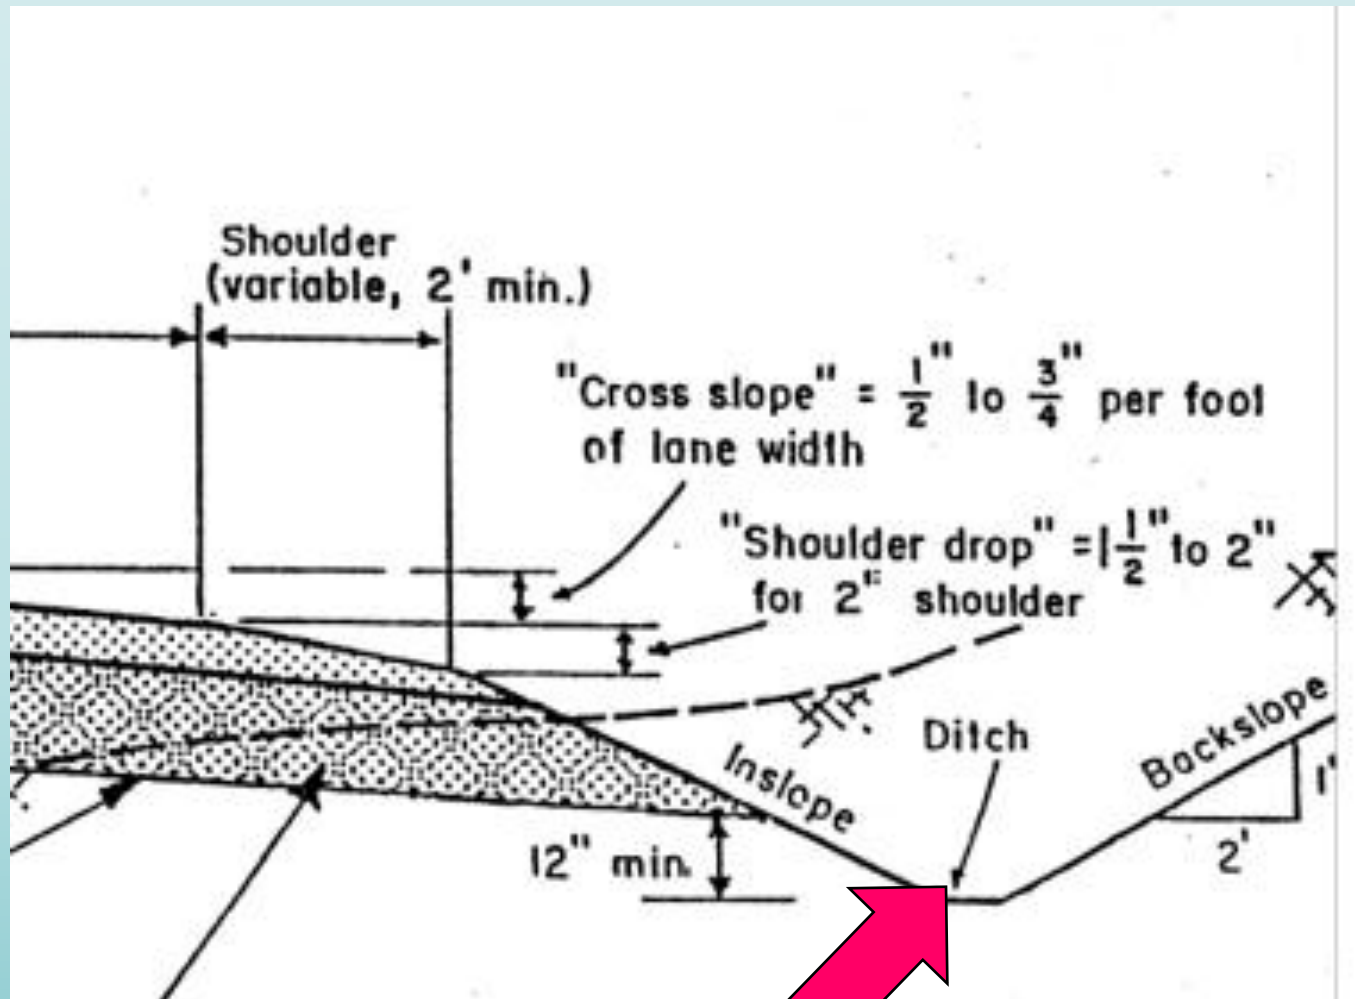 Shoulder
(variable, 2' min.)
"Cross slope" = 1/2" to 3/4" per foot
of lane width
"Shoulder drop" = 1 1/2" to 2"
for 2" shoulder
Ditch
Backslope
Inslope
1'
2'
12" min.